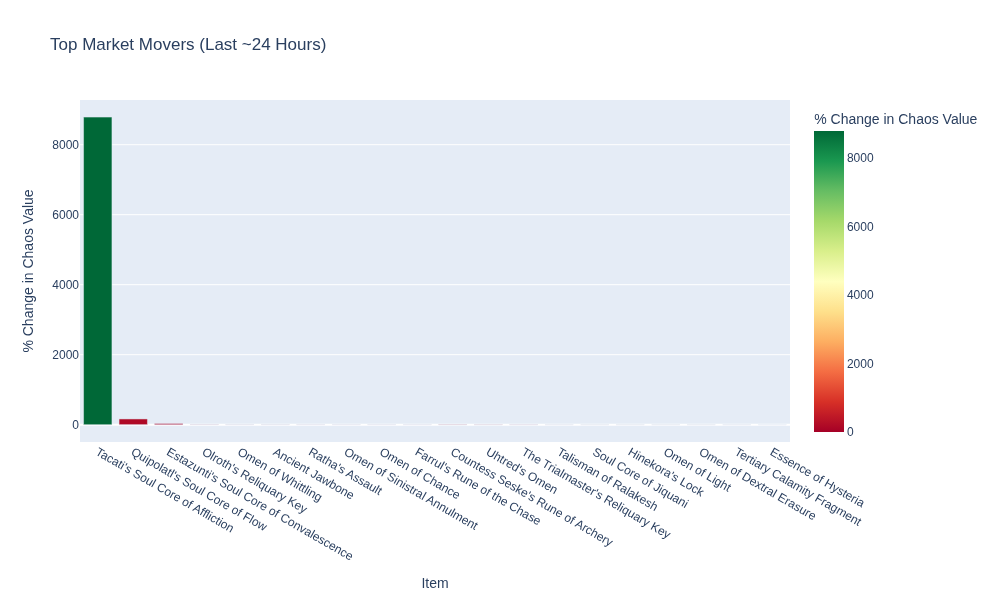 Top Market Movers (Last ~24 Hours)
% Change in Chaos Value
8000
6000
4000
2000
0
Tacati's Soul Core of Affliction
Quipolatl's Soul Core of Flow
Estazunti's Soul Core of Convalescence
Olroth's Reliquary Key
Omen of Whittling
Ancient Jawbone
Ratha's Assault
Omen of Sinistral Annulment
Omen of Chance
Farrul's Rune of the Chase
Countess Seske's Rune of Archery
Uhtred's Omen
The Trialmaster's Reliquary Key
Talisman of Ralakesh
Soul Core of Jiquani
Hinekora's Lock
Omen of Light
Omen of Dextral Erasure
Tertiary Calamity Fragment
Essence of Hysteria
Item
% Change in Chaos Value
8000
6000
4000
2000
0